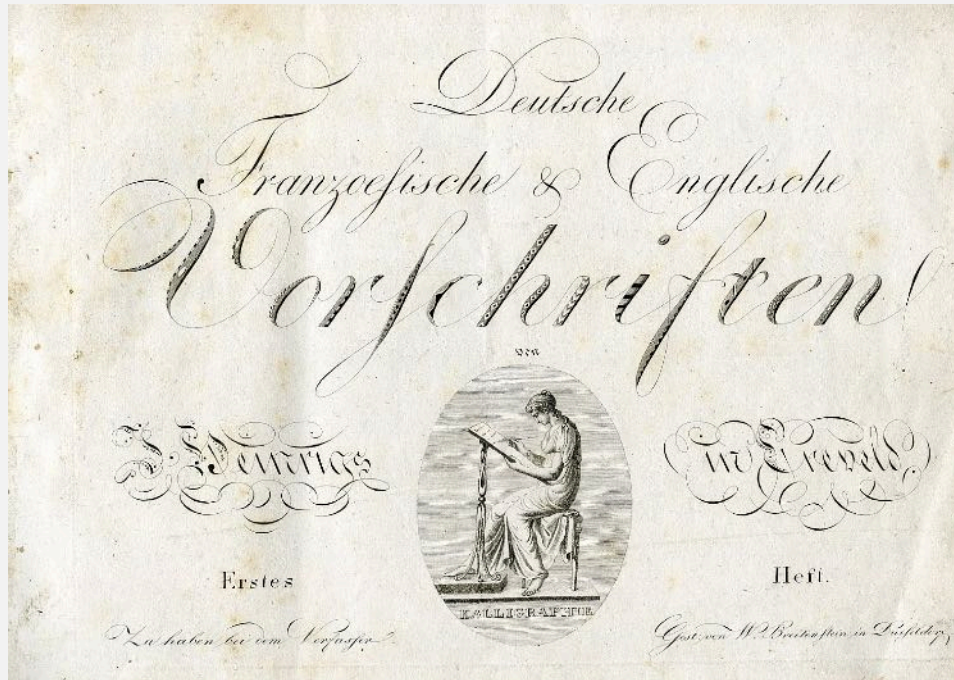 Deutsche
Franzoeſische & Engliſche
Vorſchriften
von
J. Heinrigs
in Creveld
Erstes
Heft.
KALLIGRAPHIE
Zu haben bei dem Verfaſser.
Gest. von W. Breitenstein in Düſseldorf